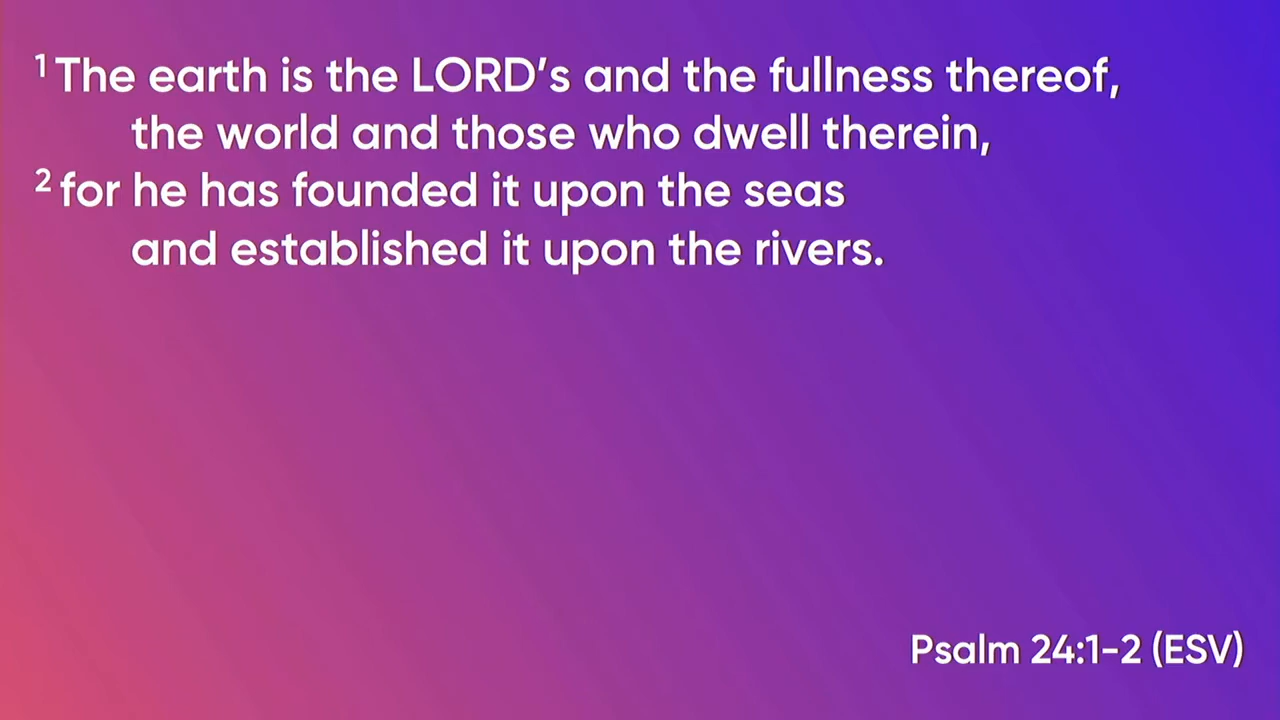 1 The earth is the LORD’s and the fullness thereof,
the world and those who dwell therein,
2 for he has founded it upon the seas
and established it upon the rivers.
Psalm 24:1-2 (ESV)